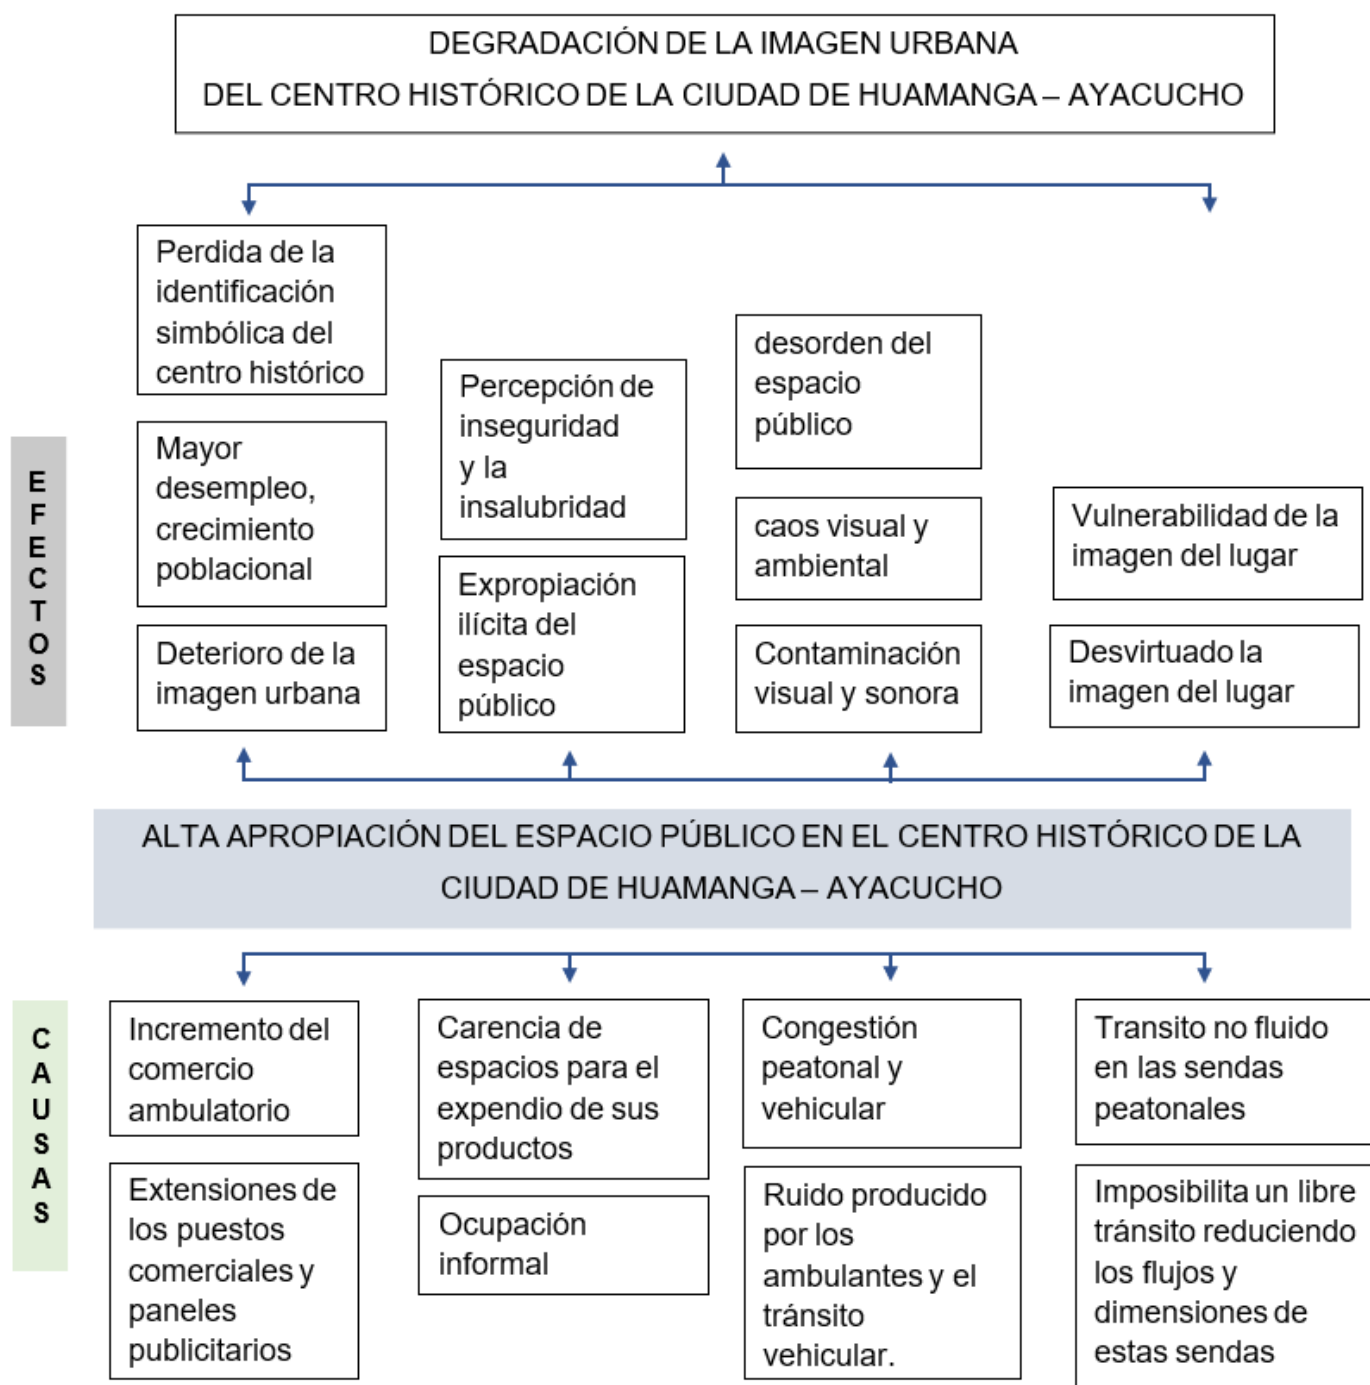 DEGRADACIÓN DE LA IMAGEN URBANA
DEL CENTRO HISTÓRICO DE LA CIUDAD DE HUAMANGA – AYACUCHO
EFECTOS
Perdida de la
identificación
simbólica del
centro histórico
Mayor
desempleo,
crecimiento
poblacional
Deterioro de la
imagen urbana
Percepción de
inseguridad
y la
insalubridad
Expropiación
ilícita del
espacio
público
desorden del
espacio
público
caos visual y
ambiental
Contaminación
visual y sonora
Vulnerabilidad de la
imagen del lugar
Desvirtuado la
imagen del lugar
ALTA APROPIACIÓN DEL ESPACIO PÚBLICO EN EL CENTRO HISTÓRICO DE LA
CIUDAD DE HUAMANGA – AYACUCHO
CAUSAS
Incremento del
comercio
ambulatorio
Extensiones de
los puestos
comerciales y
paneles
publicitarios
Carencia de
espacios para el
expendio de sus
productos
Ocupación
informal
Congestión
peatonal y
vehicular
Ruido producido
por los
ambulantes y el
tránsito
vehicular.
Transito no fluido
en las sendas
peatonales
Imposibilita un libre
tránsito reduciendo
los flujos y
dimensiones de
estas sendas